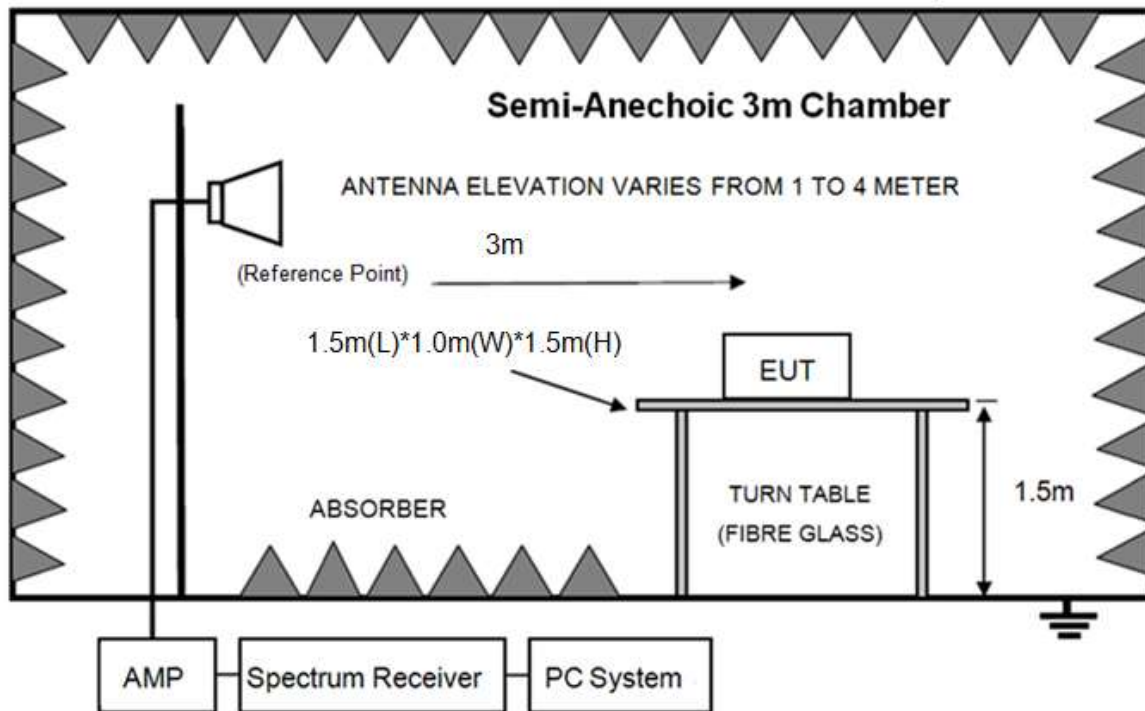 Semi-Anechoic 3m Chamber
ANTENNA ELEVATION VARIES FROM 1 TO 4 METER
3m
(Reference Point)
1.5m(L)*1.0m(W)*1.5m(H)
EUT
ABSORBER
TURN TABLE
(FIBRE GLASS)
1.5m
AMP
Spectrum Receiver
PC System